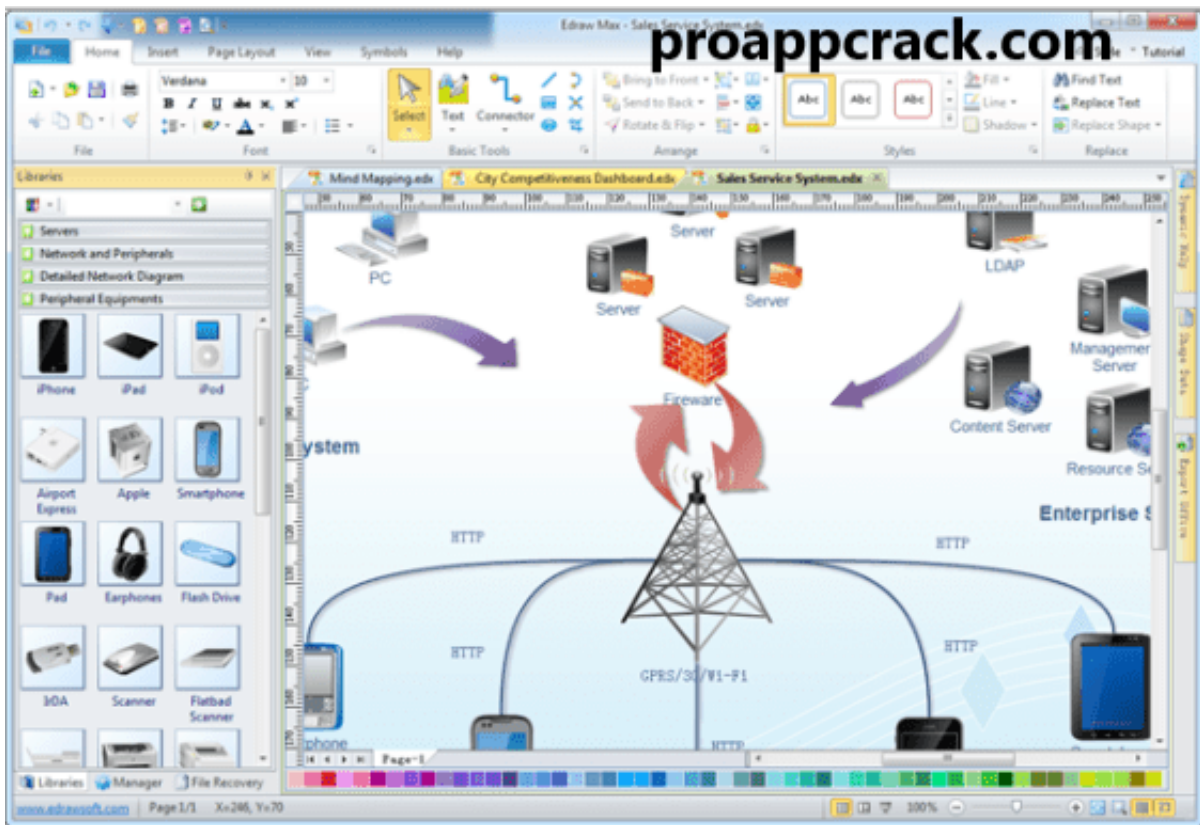 Edraw Max - Sales Service System.edx
proappcrack.com
File Home Insert Page Layout View Symbols Help Style Tutorial
Verdana 10
Bring to Front
Abc Abc Abc
Fill
Find Text
B I U abc
Select Text Connector
Send to Back
Line
Replace Text
Rotate & Flip
Shadow
Replace Shape
File Font Basic Tools Arrange Styles Replace
Libraries
Mind Mapping.edx City Competitiveness Dashboard.edx Sales Service System.edx
Servers
Network and Peripherals
Detailed Network Diagram
Peripheral Equipments
iPhone iPad iPod
Airport Express
Apple
Smartphone
Pad Earphones Flash Drive
IrDA Scanner
Flatbad Scanner
PC
Server
Server
Server
LDAP
Server
Content Server
Fireware
ystem
Resource
Enterprise
HTTP
HTTP
HTTP
HTTP
GPRS/3G/Wi-Fi
HTTP
phone
Page-1
Libraries Manager File Recovery
www.edrawsoft.com Page 1/1 X=246, Y=70 100%